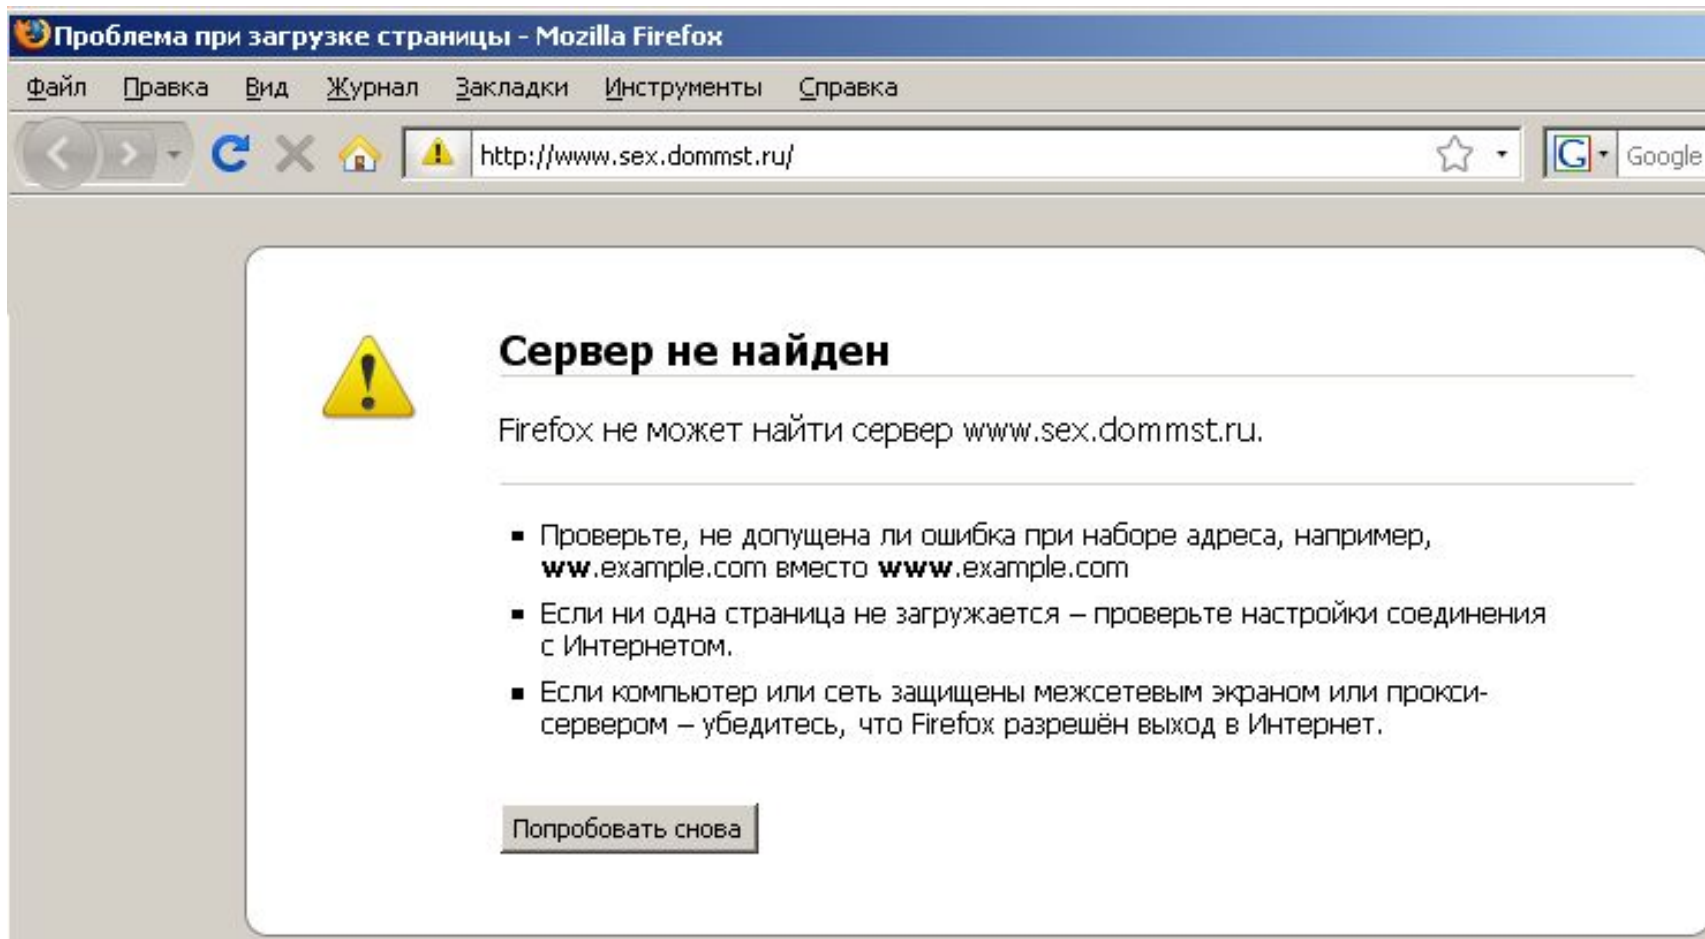 Проблема при загрузке страницы - Mozilla Firefox
Файл Правка Вид Журнал Закладки Инструменты Справка
http://www.sex.dommst.ru/ G Google
Сервер не найден
Firefox не может найти сервер www.sex.dommst.ru.
Проверьте, не допущена ли ошибка при наборе адреса, например,
ww.example.com вместо www.example.com
Если ни одна страница не загружается – проверьте настройки соединения
с Интернетом.
Если компьютер или сеть защищены межсетевым экраном или прокси-
сервером – убедитесь, что Firefox разрешён выход в Интернет.
Попробовать снова